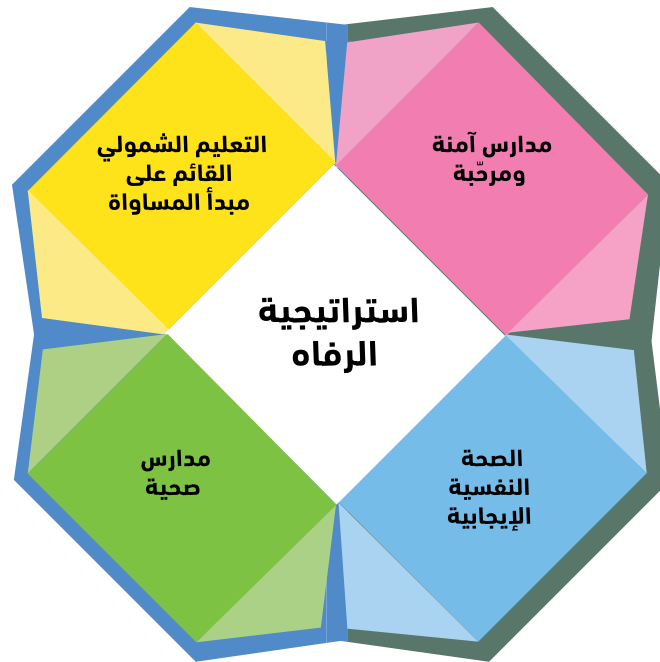 مدارس آمنة
ومرحّبة
التعليم الشمولي
القائم على
مبدأ المساواة
استراتيجية
الرفاه
الصحة
النفسية
الإيجابية
مدارس
صحية